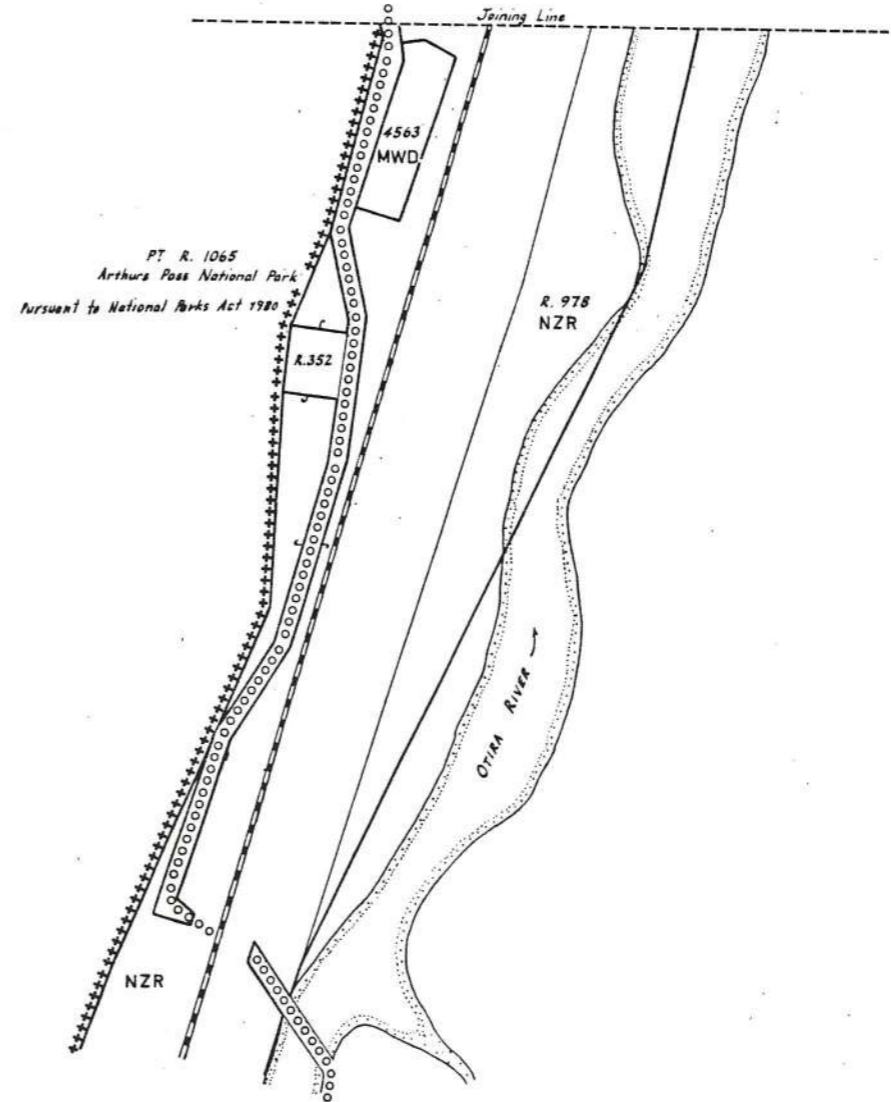 Joining Line
4563
MWD
PT R. 1065
Arthurs Pass National Park
Pursuant to National Parks Act 1980
R. 978
NZR
R.352
OTIRA RIVER
NZR